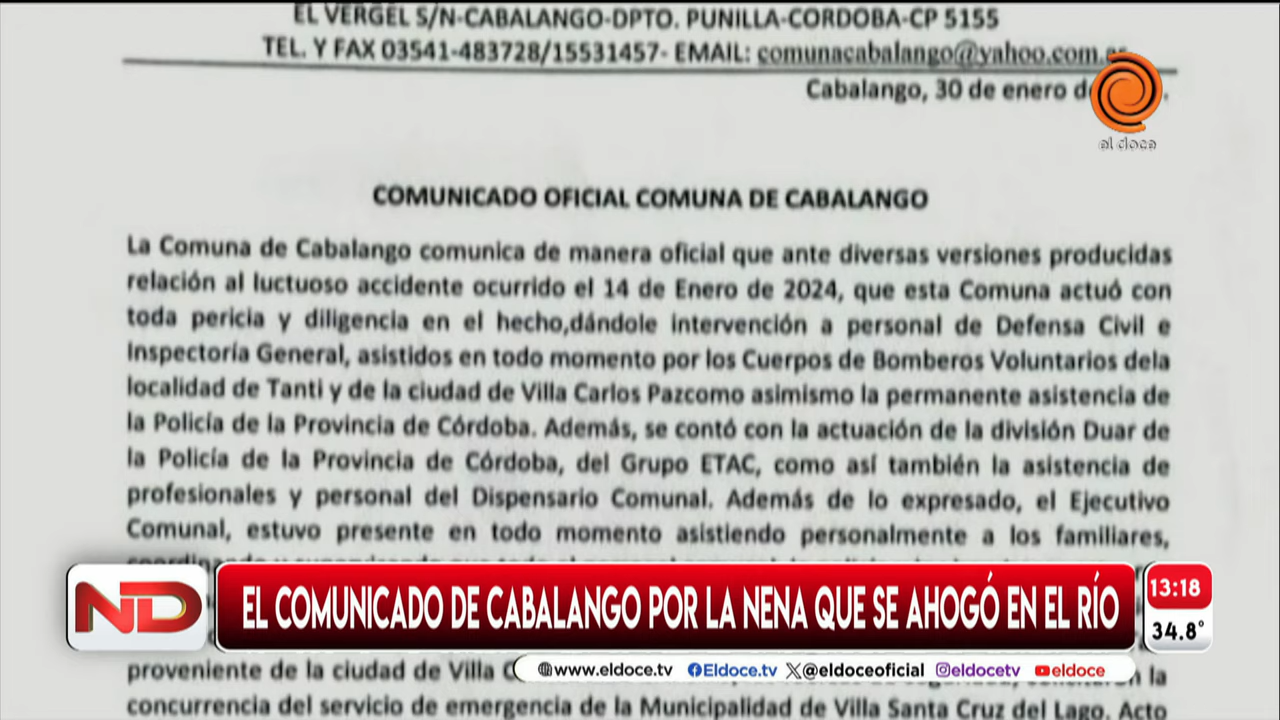 EL VERGEL S/N-CABALANGO-DPTO. PUNILLA-CORDOBA-CP 5155
TEL. Y FAX 03541-483728/15531457- EMAIL: comunacabalango@yahoo.com.
Cabalango, 30 de enero
el doce
COMUNICADO OFICIAL COMUNA DE CABALANGO
La Comuna de Cabalango comunica de manera oficial que ante diversas versiones producidas
relación al luctuoso accidente ocurrido el 14 de Enero de 2024, que esta Comuna actuó con
toda pericia y diligencia en el hecho,dándole intervención a personal de Defensa Civil e
Inspectoría General, asistidos en todo momento por los Cuerpos de Bomberos Voluntarios dela
localidad de Tanti y de la ciudad de Villa Carlos Pazcomo asimismo la permanente asistencia de
la Policía de la Provincia de Córdoba. Además, se contó con la actuación de la división Duar de
la Policía de la Provincia de Córdoba, del Grupo ETAC, como así también la asistencia de
profesionales y personal del Dispensario Comunal. Además de lo expresado, el Ejecutivo
Comunal, estuvo presente en todo momento asistiendo personalmente a los familiares,
ND
EL COMUNICADO DE CABALANGO POR LA NENA QUE SE AHOGÓ EN EL RÍO
13:18
34.8°
proveniente de la ciudad de Villa
la
www.eldoce.tv Eldoce.tv @eldoceoficial eldocetv eldoce
concurrencia del servicio de emergencia de la Municipalidad de Villa Santa Cruz del Lago. Acto